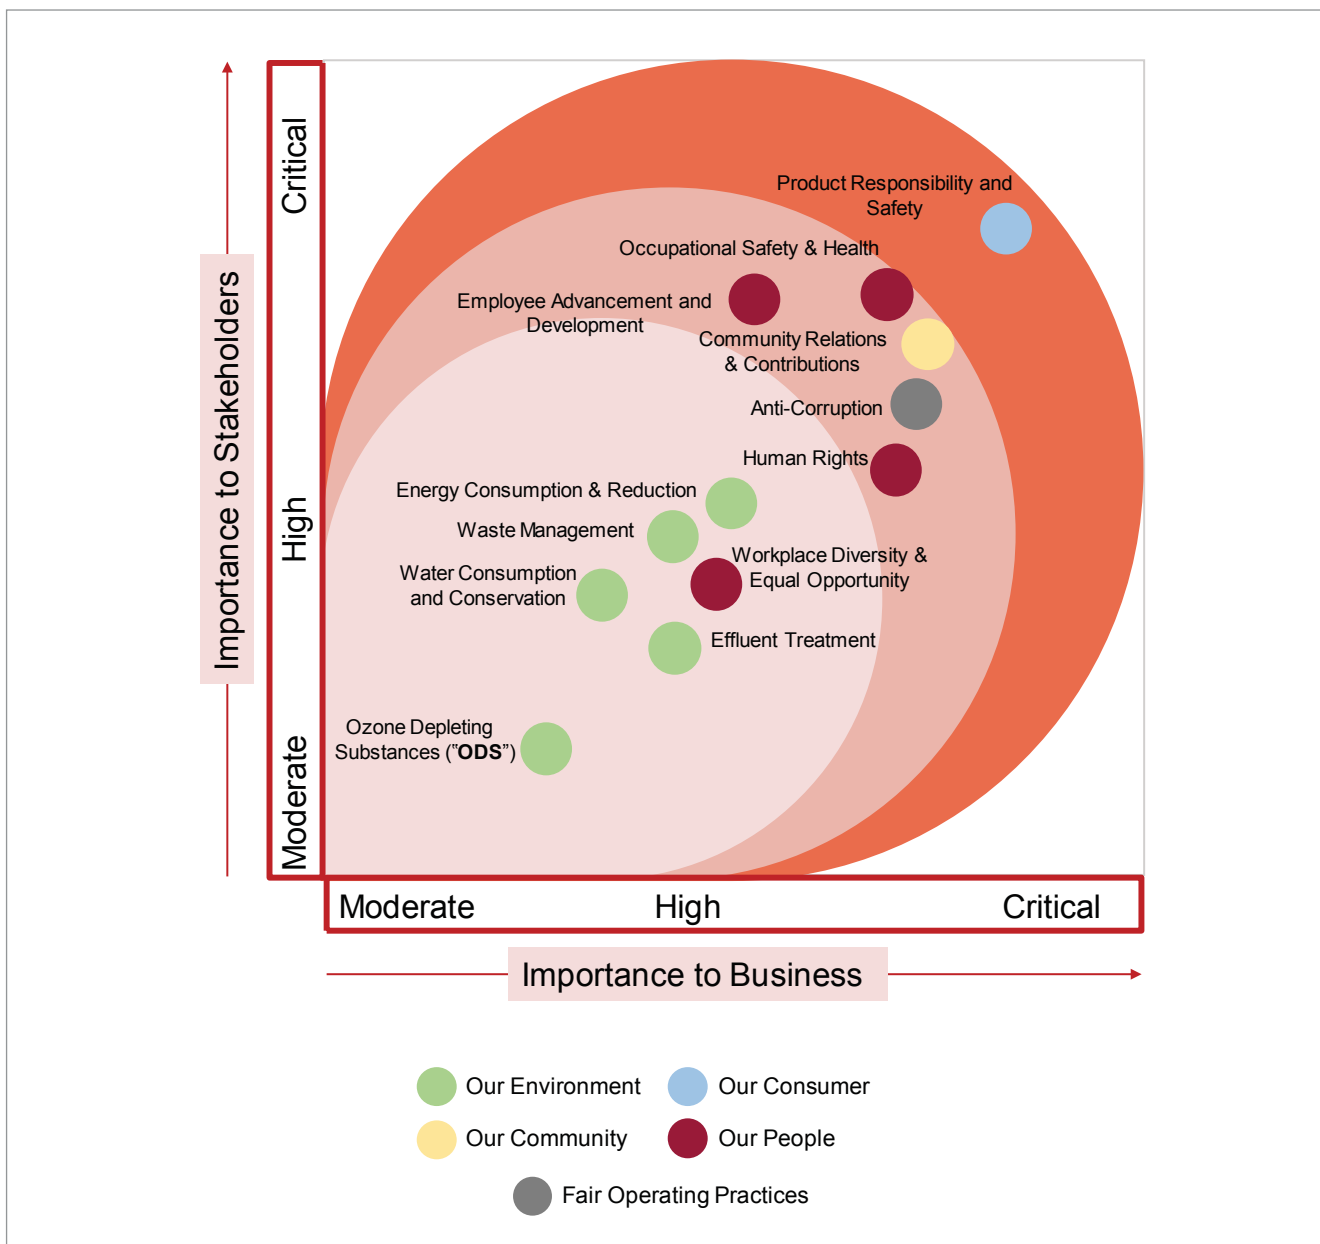 Critical
High
Moderate
Importance to Stakeholders
Product Responsibility and
Safety
Occupational Safety & Health
Employee Advancement and
Development
Community Relations
& Contributions
Anti-Corruption
Human Rights
Energy Consumption & Reduction
Waste Management
Workplace Diversity &
Equal Opportunity
Water Consumption
and Conservation
Effluent Treatment
Ozone Depleting
Substances ("ODS")
Moderate
High
Critical
Importance to Business
Our Environment
Our Consumer
Our Community
Our People
Fair Operating Practices